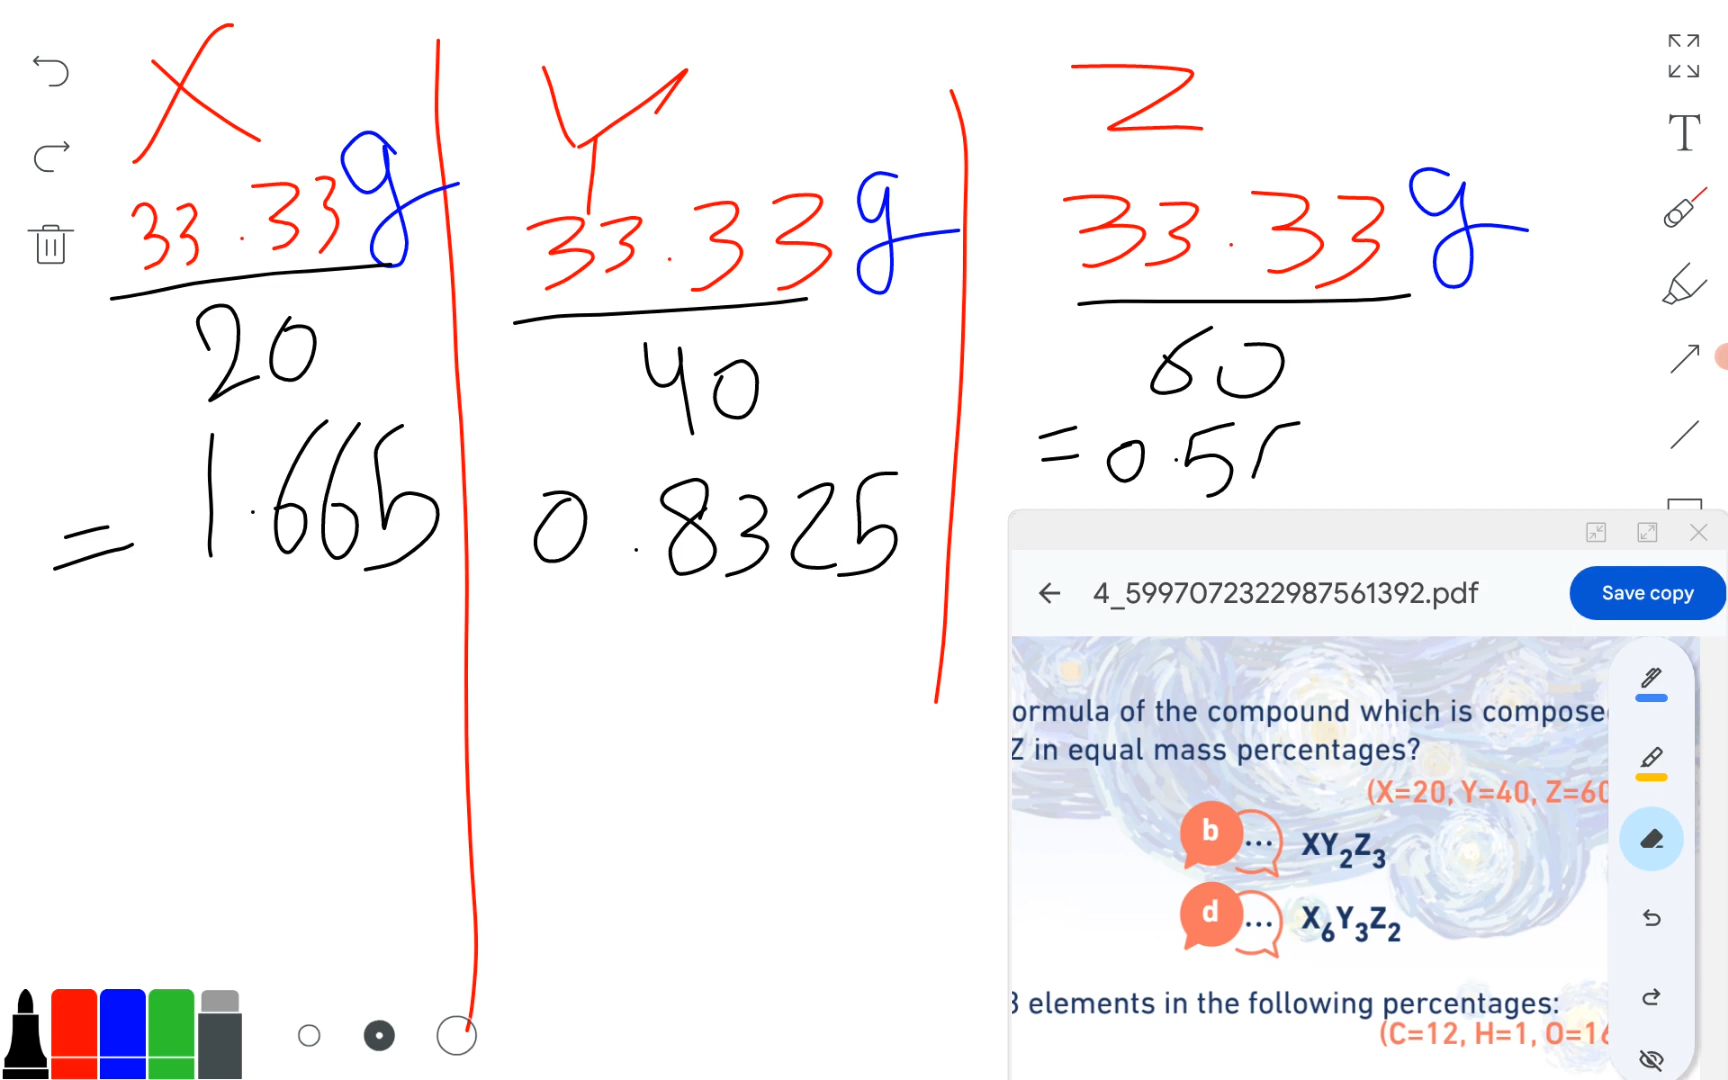 X Y Z
33.33g 33.33g 33.33g
20 40 60
= 1.665 0.8325 = 0.55
T
4_5997072322987561392.pdf
Save copy
ormula of the compound which is compose
Z in equal mass percentages?
(X=20, Y=40, Z=60
b ... XY₂Z₃
d ... X₆Y₃Z₂
3 elements in the following percentages:
(C=12, H=1, O=16